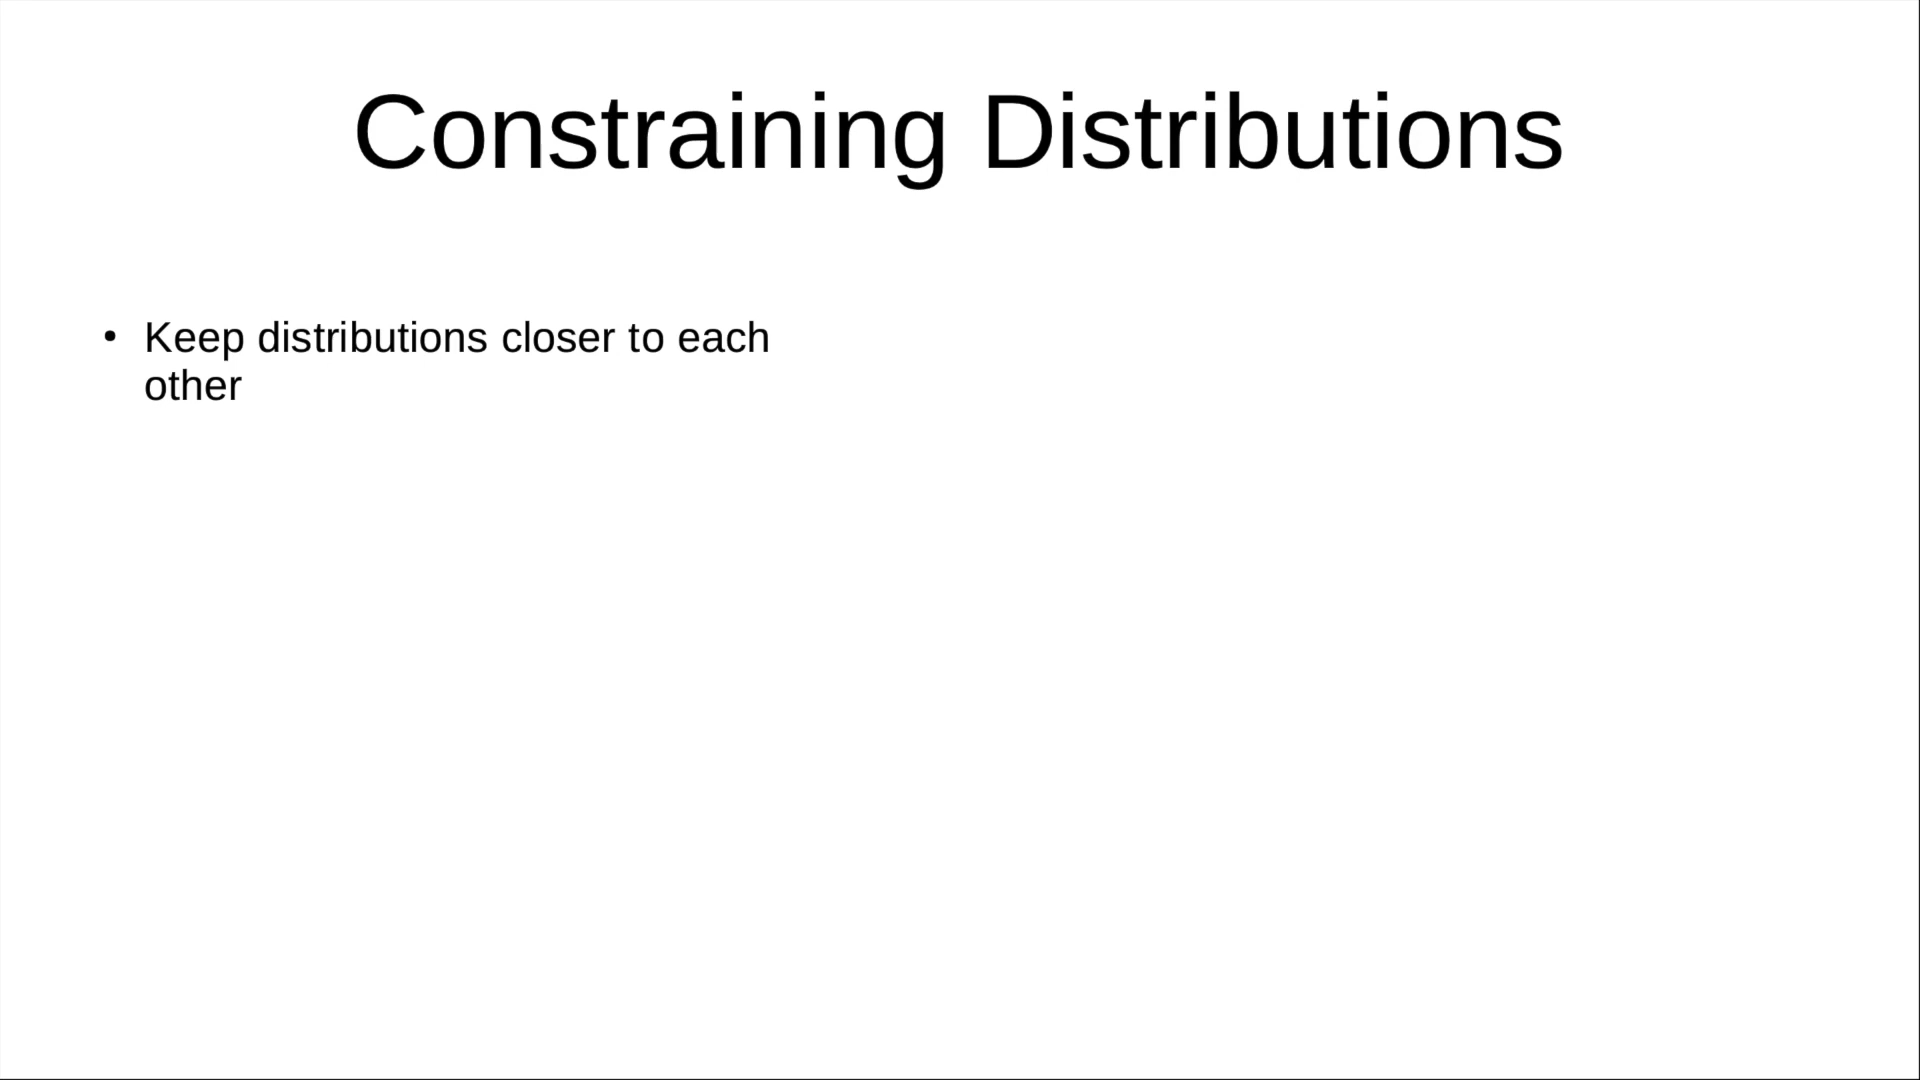 Constraining Distributions
• Keep distributions closer to each
other